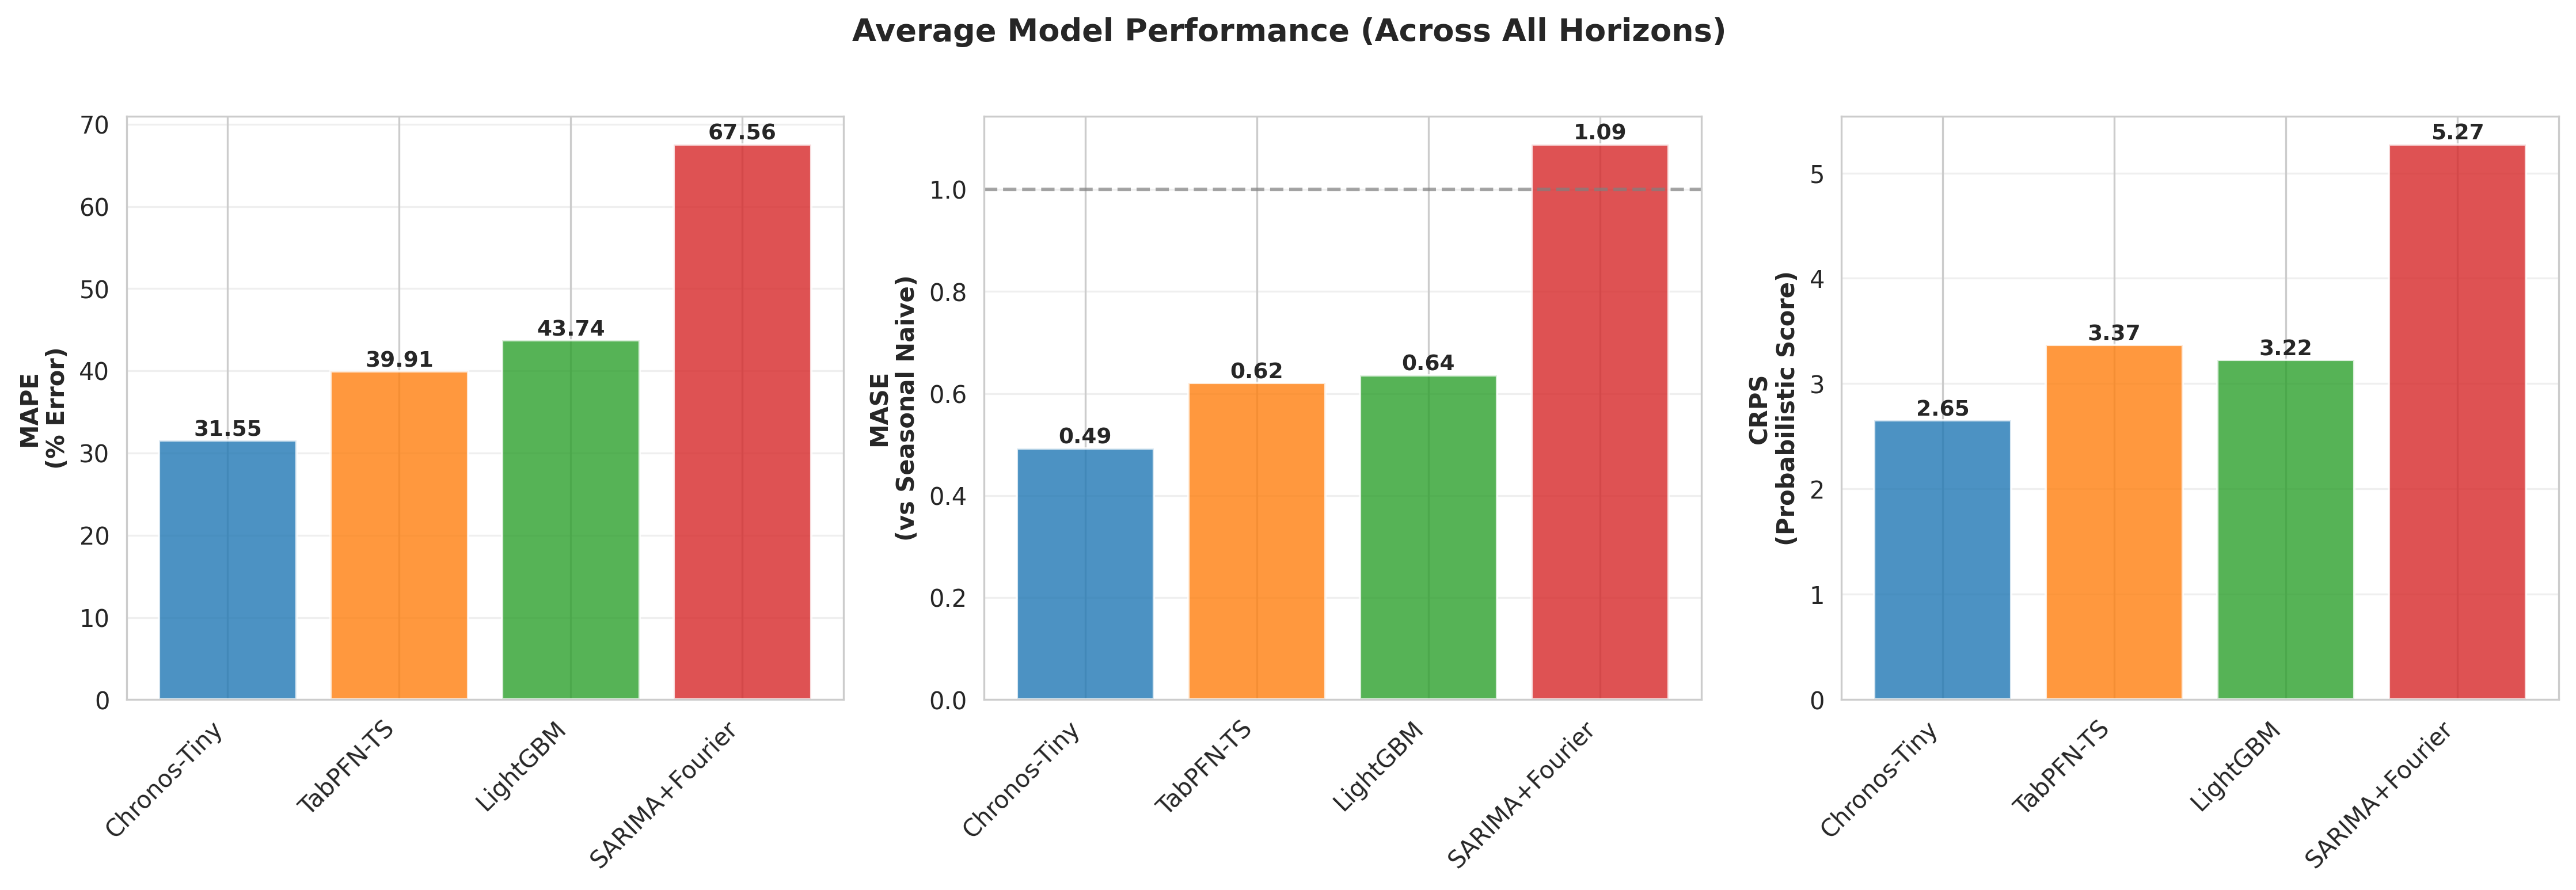 Average Model Performance (Across All Horizons)
MAPE
(% Error)
70
60
50
40
30
20
10
0
31.55
39.91
43.74
67.56
Chronos-Tiny
TabPFN-TS
LightGBM
SARIMA+Fourier
MASE
(vs Seasonal Naive)
1.0
0.8
0.6
0.4
0.2
0.0
0.49
0.62
0.64
1.09
Chronos-Tiny
TabPFN-TS
LightGBM
SARIMA+Fourier
CRPS
(Probabilistic Score)
5
4
3
2
1
0
2.65
3.37
3.22
5.27
Chronos-Tiny
TabPFN-TS
LightGBM
SARIMA+Fourier